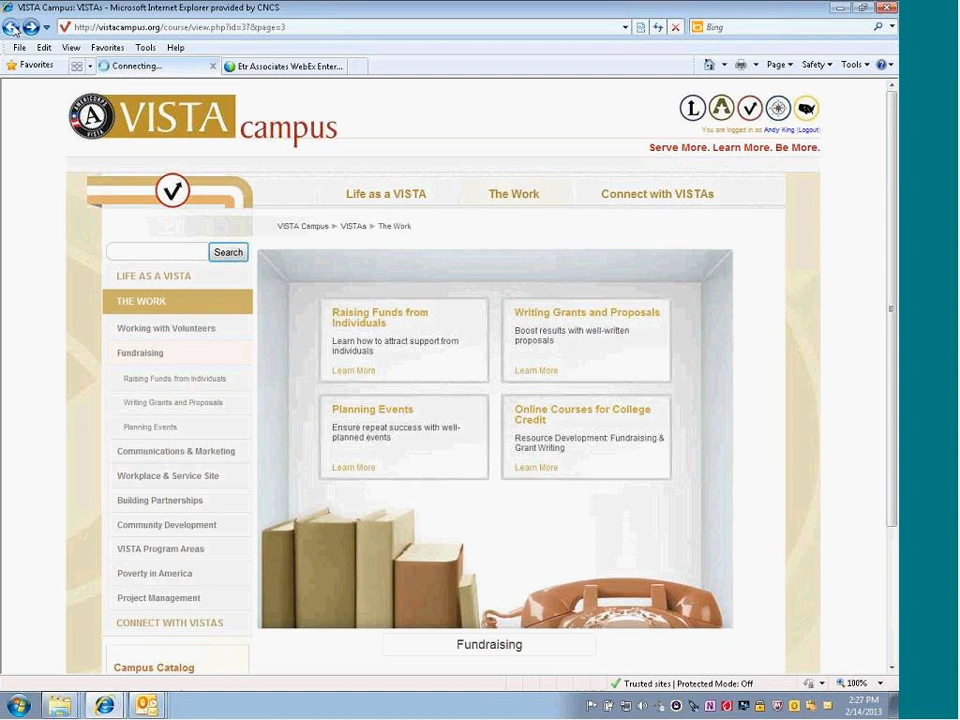 VISTA Campus: VISTAs - Microsoft Internet Explorer provided by CNCS
http://vistacampus.org/course/view.php?id=37&page=3
Bing
File Edit View Favorites Tools Help
Favorites
Connecting...
Etr Associates WebEx Enter...
Page Safety Tools
AMERICORPS VISTA
VISTA campus
You are logged in as Andy King (Logout)
Serve More. Learn More. Be More.
Life as a VISTA
The Work
Connect with VISTAs
VISTA Campus ► VISTAs ► The Work
Search
LIFE AS A VISTA
THE WORK
Working with Volunteers
Fundraising
Raising Funds from Individuals
Writing Grants and Proposals
Planning Events
Communications & Marketing
Workplace & Service Site
Building Partnerships
Community Development
VISTA Program Areas
Poverty in America
Project Management
CONNECT WITH VISTAS
Campus Catalog
Raising Funds from
Individuals
Learn how to attract support from
individuals
Learn More
Writing Grants and Proposals
Boost results with well-written
proposals
Learn More
Planning Events
Ensure repeat success with well-
planned events
Learn More
Online Courses for College
Credit
Resource Development: Fundraising &
Grant Writing
Learn More
Fundraising
Trusted sites | Protected Mode: Off
100%
2:27 PM
2/14/2013